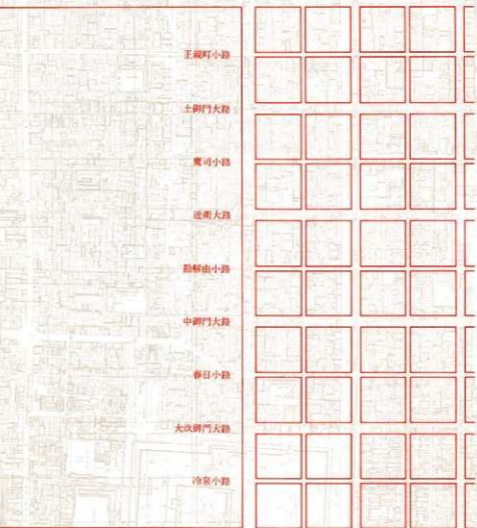 正親町小路
土御門大路
鷹司小路
近衛大路
勘解由小路
中御門大路
春日小路
大炊御門大路
冷泉小路